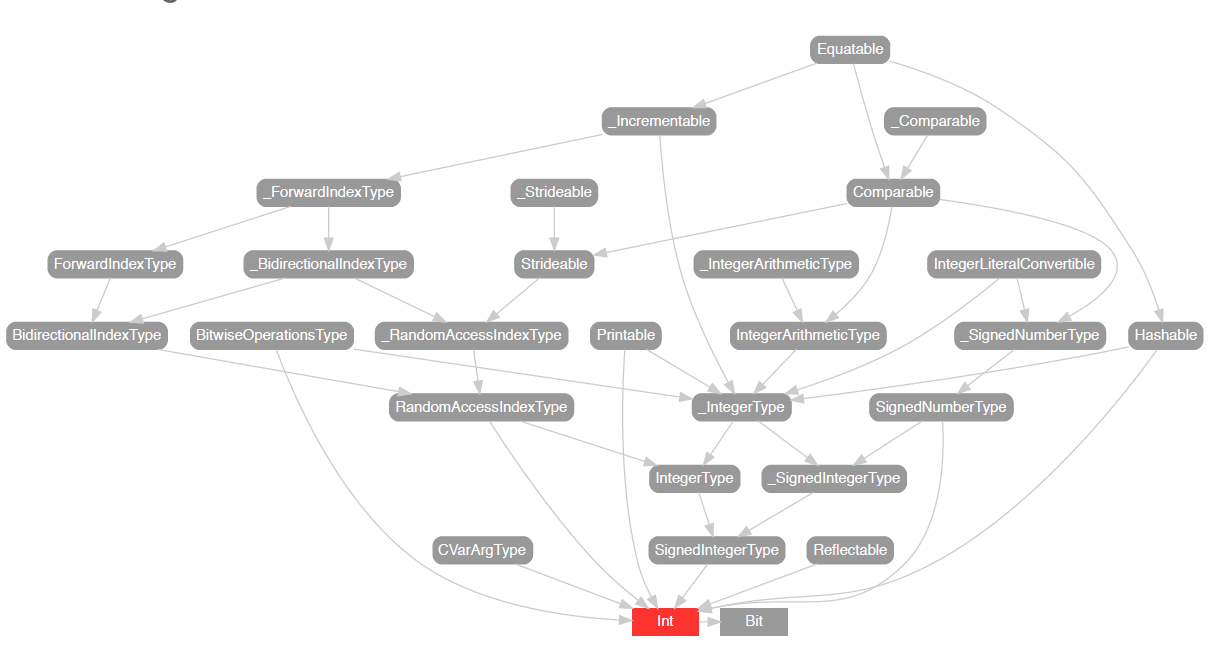 Equatable
_Incrementable
_Comparable
_ForwardIndexType
_Strideable
Comparable
ForwardIndexType
_BidirectionalIndexType
Strideable
_IntegerArithmeticType
IntegerLiteralConvertible
BidirectionalIndexType
BitwiseOperationsType
_RandomAccessIndexType
Printable
IntegerArithmeticType
_SignedNumberType
Hashable
RandomAccessIndexType
_IntegerType
SignedNumberType
IntegerType
_SignedIntegerType
CVarArgType
SignedIntegerType
Reflectable
Int
Bit